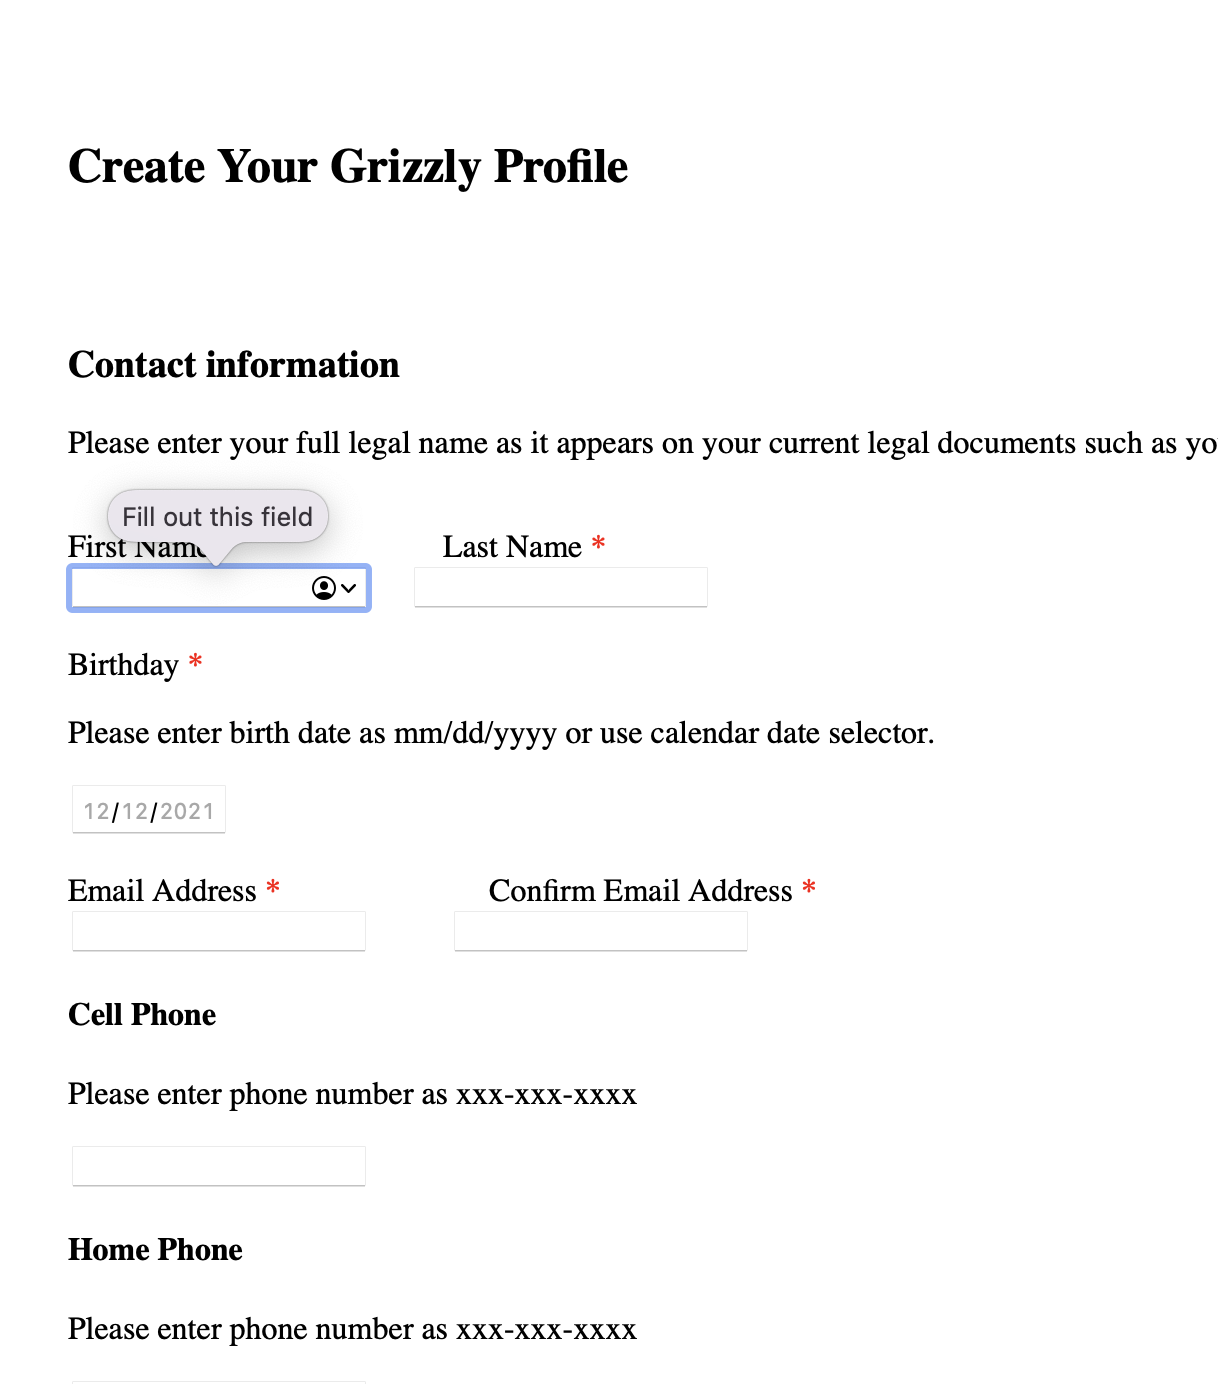 Create Your Grizzly Profile
Contact information
Please enter your full legal name as it appears on your current legal documents such as yo
Fill out this field
First Name
Last Name *
Birthday *
Please enter birth date as mm/dd/yyyy or use calendar date selector.
12/12/2021
Email Address *
Confirm Email Address *
Cell Phone
Please enter phone number as xxx-xxx-xxxx
Home Phone
Please enter phone number as xxx-xxx-xxxx